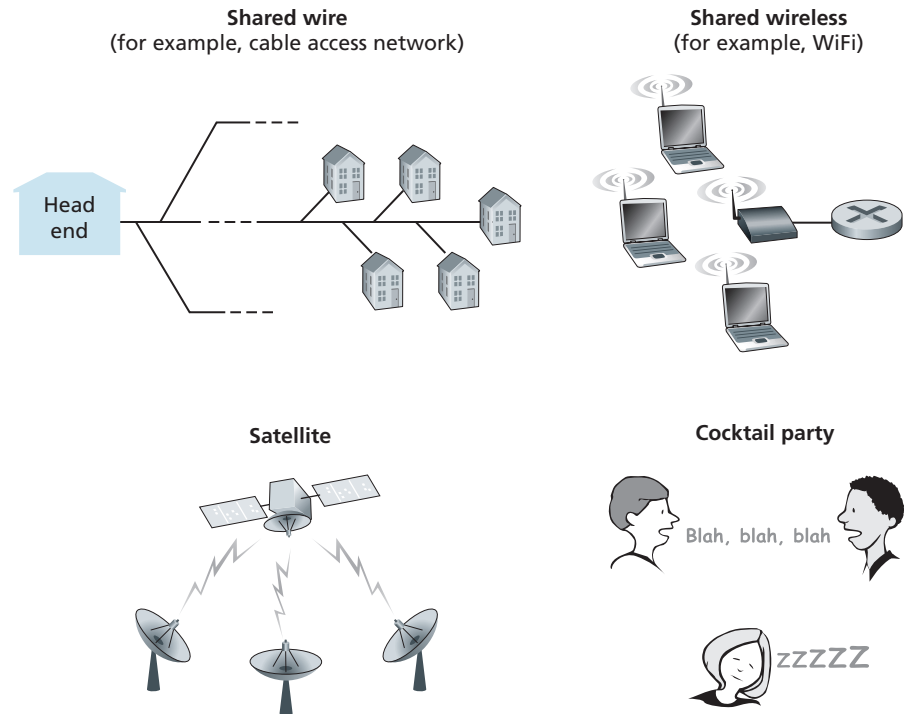 Shared wire
(for example, cable access network)
Head
end
Shared wireless
(for example, WiFi)
Satellite
Cocktail party
Blah, blah, blah
zzzzz